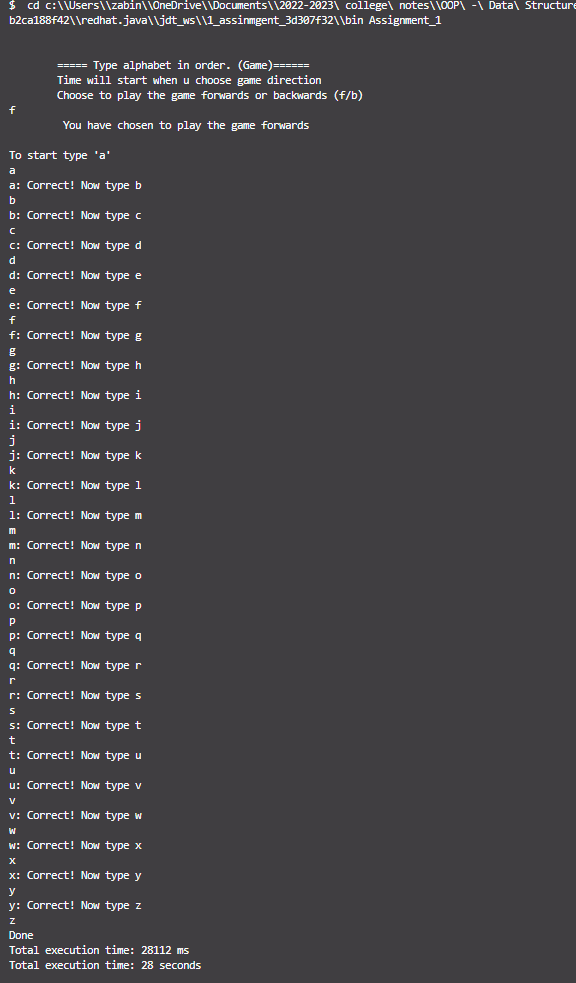 $ cd c:\\Users\\zabin\\OneDrive\\Documents\\2022-2023\ college\ notes\\OOP\ -\ Data\ Structure
b2ca188f42\\redhat.java\\jdt_ws\\1_assinmgent_3d307f32\\bin Assignment_1
===== Type alphabet in order. (Game)======
Time will start when u choose game direction
Choose to play the game forwards or backwards (f/b)
f
You have chosen to play the game forwards
To start type 'a'
a
a: Correct! Now type b
b
b: Correct! Now type c
c
c: Correct! Now type d
d
d: Correct! Now type e
e
e: Correct! Now type f
f
f: Correct! Now type g
g
g: Correct! Now type h
h
h: Correct! Now type i
i
i: Correct! Now type j
j
j: Correct! Now type k
k
k: Correct! Now type l
l
l: Correct! Now type m
m
m: Correct! Now type n
n
n: Correct! Now type o
o
o: Correct! Now type p
p
p: Correct! Now type q
q
q: Correct! Now type r
r
r: Correct! Now type s
s
s: Correct! Now type t
t
t: Correct! Now type u
u
u: Correct! Now type v
v
v: Correct! Now type w
w
w: Correct! Now type x
x
x: Correct! Now type y
y
y: Correct! Now type z
z
Done
Total execution time: 28112 ms
Total execution time: 28 seconds